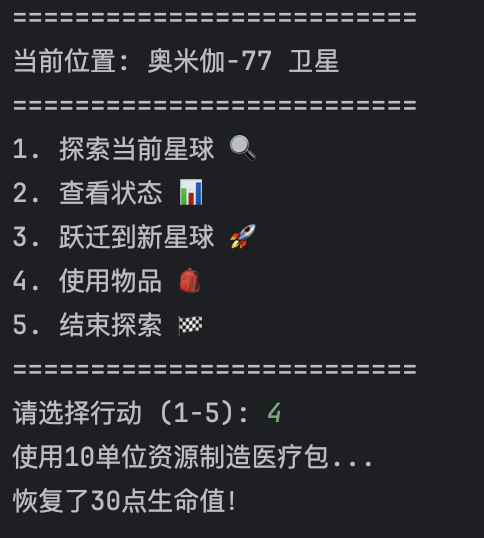 ==========================
当前位置: 奥米伽-77 卫星
==========================
1. 探索当前星球 🔍
2. 查看状态 📊
3. 跃迁到新星球 🚀
4. 使用物品 🎒
5. 结束探索 🏁
==========================
请选择行动 (1-5): 4
使用10单位资源制造医疗包...
恢复了30点生命值!